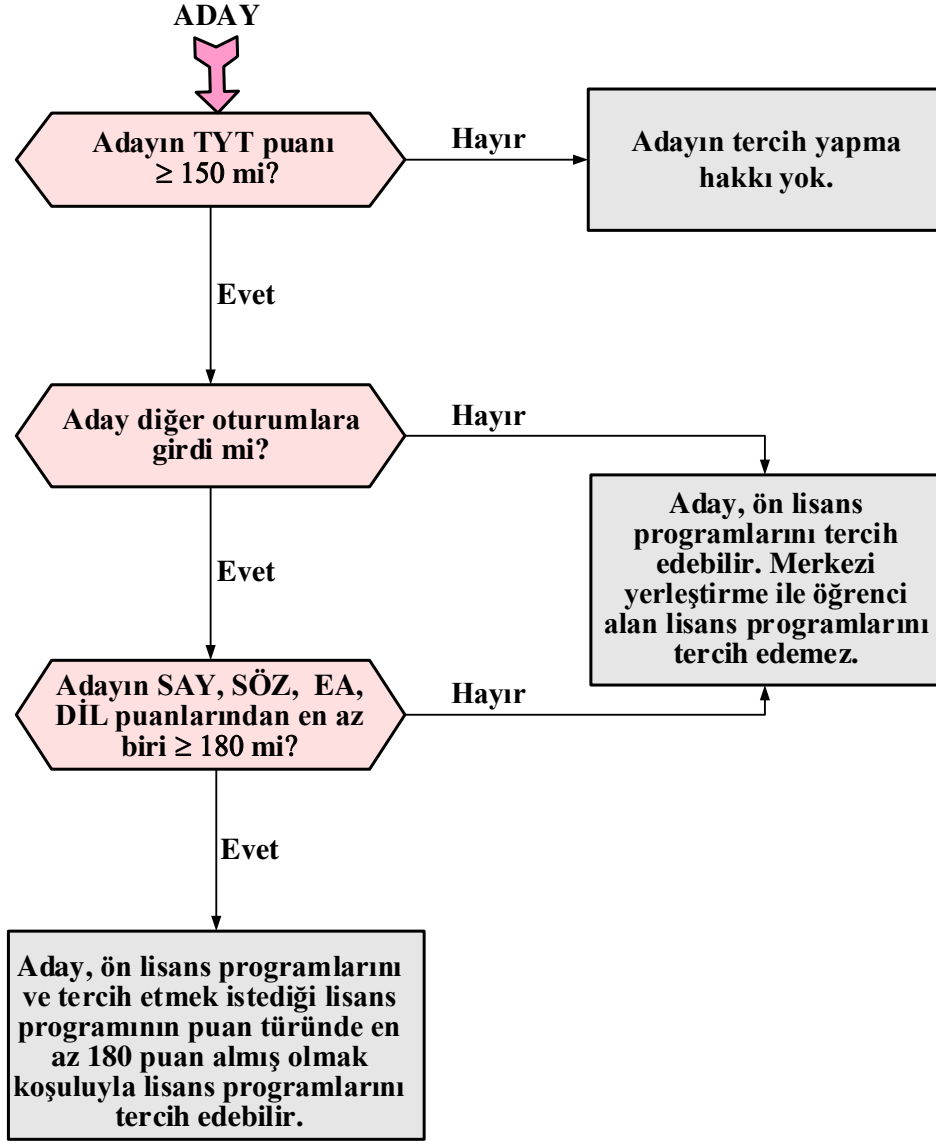 ADAY
Adayın TYT puanı
≥ 150 mi?
Hayır
Adayın tercih yapma
hakkı yok.
Evet
Aday diğer oturumlara
girdi mi?
Hayır
Aday, ön lisans
programlarını tercih
edebilir. Merkezi
yerleştirme ile öğrenci
alan lisans programlarını
tercih edemez.
Evet
Adayın SAY, SÖZ, EA,
DİL puanlarından en az
biri ≥ 180 mi?
Hayır
Evet
Aday, ön lisans programlarını
ve tercih etmek istediği lisans
programının puan türünde en
az 180 puan almış olmak
koşuluyla lisans programlarını
tercih edebilir.